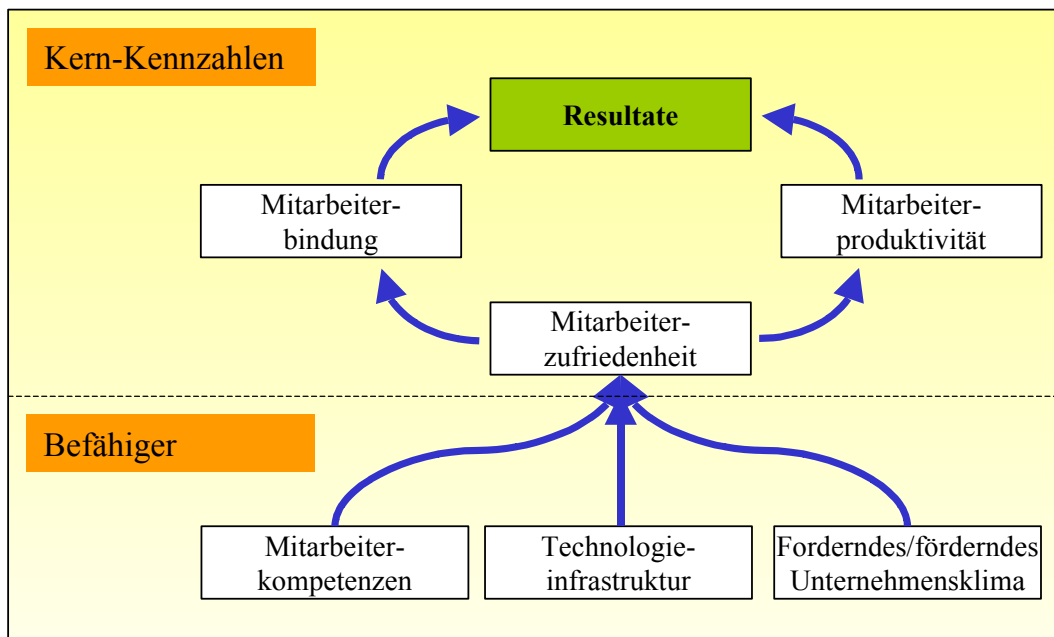 Kern-Kennzahlen
Resultate
Mitarbeiter-
bindung
Mitarbeiter-
produktivität
Mitarbeiter-
zufriedenheit
Befähiger
Mitarbeiter-
kompetenzen
Technologie-
infrastruktur
Forderndes/förderndes
Unternehmensklima